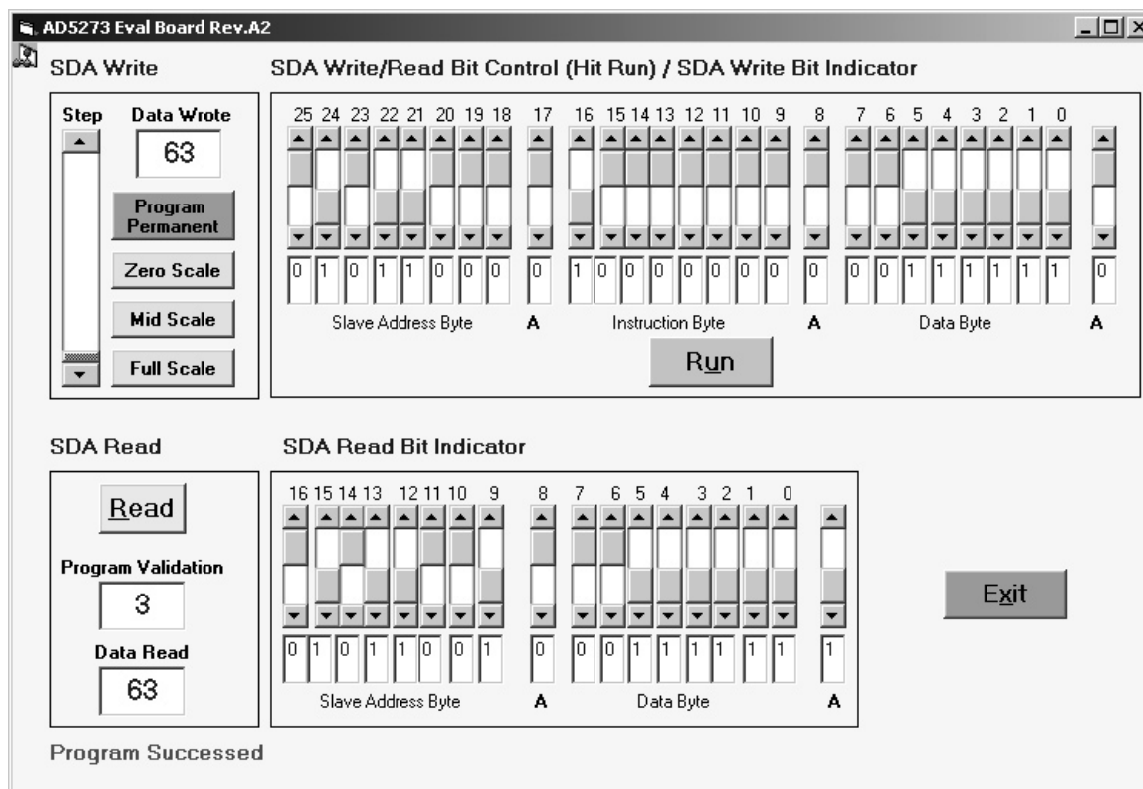 AD5273 Eval Board Rev.A2
SDA Write
SDA Write/Read Bit Control (Hit Run) / SDA Write Bit Indicator
Step
Data Wrote
63
Program
Permanent
Zero Scale
Mid Scale
Full Scale
25 24 23 22 21 20 19 18 17 16 15 14 13 12 11 10 9 8 7 6 5 4 3 2 1 0
0 1 0 1 1 0 0 0 0 1 0 0 0 0 0 0 0 0 0 0 1 1 1 1 1 1 0
Slave Address Byte A Instruction Byte A Data Byte A
Run
SDA Read
SDA Read Bit Indicator
Read
Program Validation
3
Data Read
63
16 15 14 13 12 11 10 9 8 7 6 5 4 3 2 1 0
0 1 0 1 1 0 0 1 0 0 0 1 1 1 1 1 1 1
Slave Address Byte A Data Byte A
Exit
Program Successed